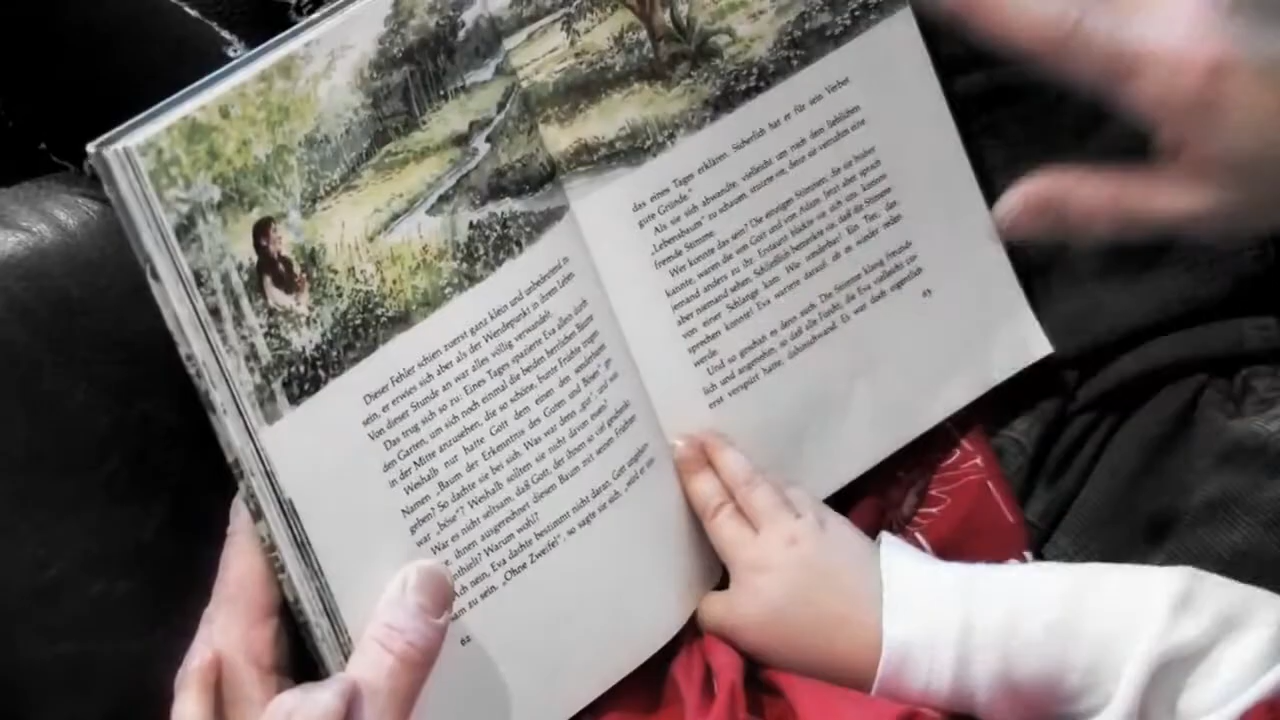 Dieser Fehler schien zuerst ganz klein und unbedeutend zu
sein, er erwies sich aber als der Wendepunkt in ihrem Leben
Von dieser Stunde an war alles völlig verwandelt.
Das trug sich so zu: Eines Tages spazierte Eva allein durch
den Garten, um sich noch einmal die beiden herrlichen Bäume
in der Mitte anzusehen, die so schöne, bunte Früchte trugen
Weshalb nur hatte Gott dem einen den sonderbaren
Namen „Baum der Erkenntnis des Guten und Bösen“ ge-
geben? So dachte sie bei sich. Was war denn „gut“, und was
war „böse“? Weshalb sollten sie nicht davon essen?
War es nicht seltsam, daß Gott, der ihnen so viel geschenkt
ihnen ausgerechnet diesen Baum mit seinen Früchten
nthielt? Warum wohl?
Ach nein, Eva dachte bestimmt nicht daran, Gott
sam zu sein. „Ohne Zweifel“, so sagte sie sich, „wird er uns
62
das eines Tages erklären. Sicherlich hat er für sein Verbot
gute Gründe.“
Als sie sich abwandte, vielleicht um nach dem lieblichen
„Lebensbaum“ zu schauen, stutzte sie, denn sie vernahm eine
fremde Stimme.
Wer konnte das sein? Die einzigen Stimmen, die sie bisher
kannte, waren die von Gott und von Adam. Jetzt aber sprach
jemand anders zu ihr. Erstaunt blickte sie sich um, konnte
aber niemand sehen. Schließlich bemerkte sie, daß die Stimme
von einer Schlange kam. Wie sonderbar! Ein Tier, das
sprechen konnte! Eva wartete darauf, ob es wieder reden
werde.
Und so geschah es denn auch. Die Stimme klang freund-
lich und angenehm, so daß alle Furcht, die Eva vielleicht zu-
erst verspürt hatte, dahinschwand. Es war doch eigentlich
63